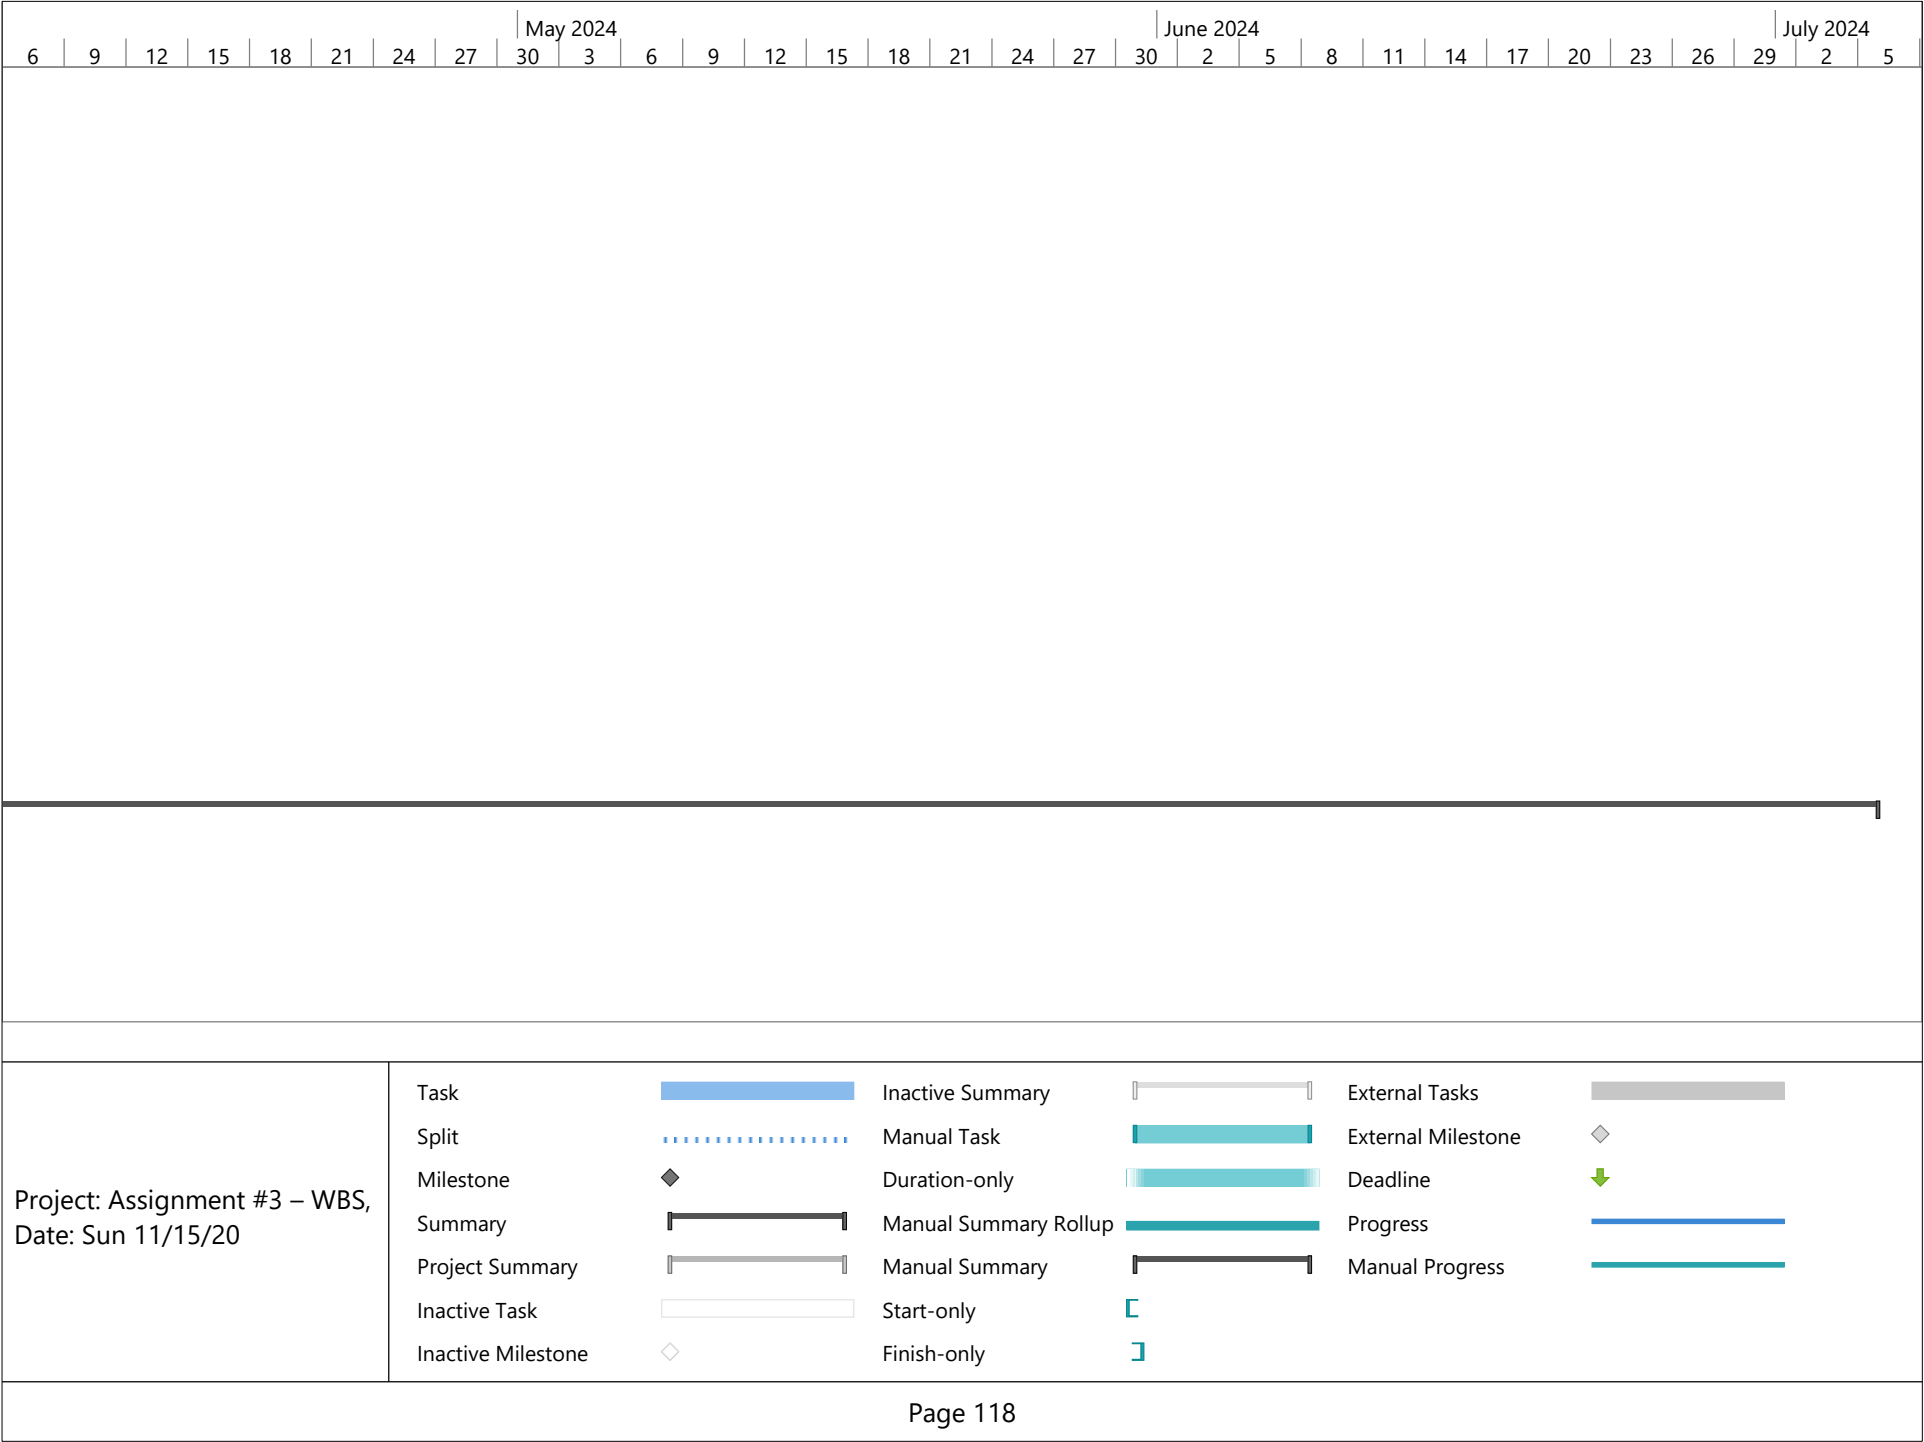 May 2024 June 2024 July 2024
6 9 12 15 18 21 24 27 30 3 6 9 12 15 18 21 24 27 30 2 5 8 11 14 17 20 23 26 29 2 5
Project: Assignment #3 – WBS,
Date: Sun 11/15/20
Task
Split
Milestone
Summary
Project Summary
Inactive Task
Inactive Milestone
Inactive Summary
Manual Task
Duration-only
Manual Summary Rollup
Manual Summary
Start-only
Finish-only
External Tasks
External Milestone
Deadline
Progress
Manual Progress
Page 118